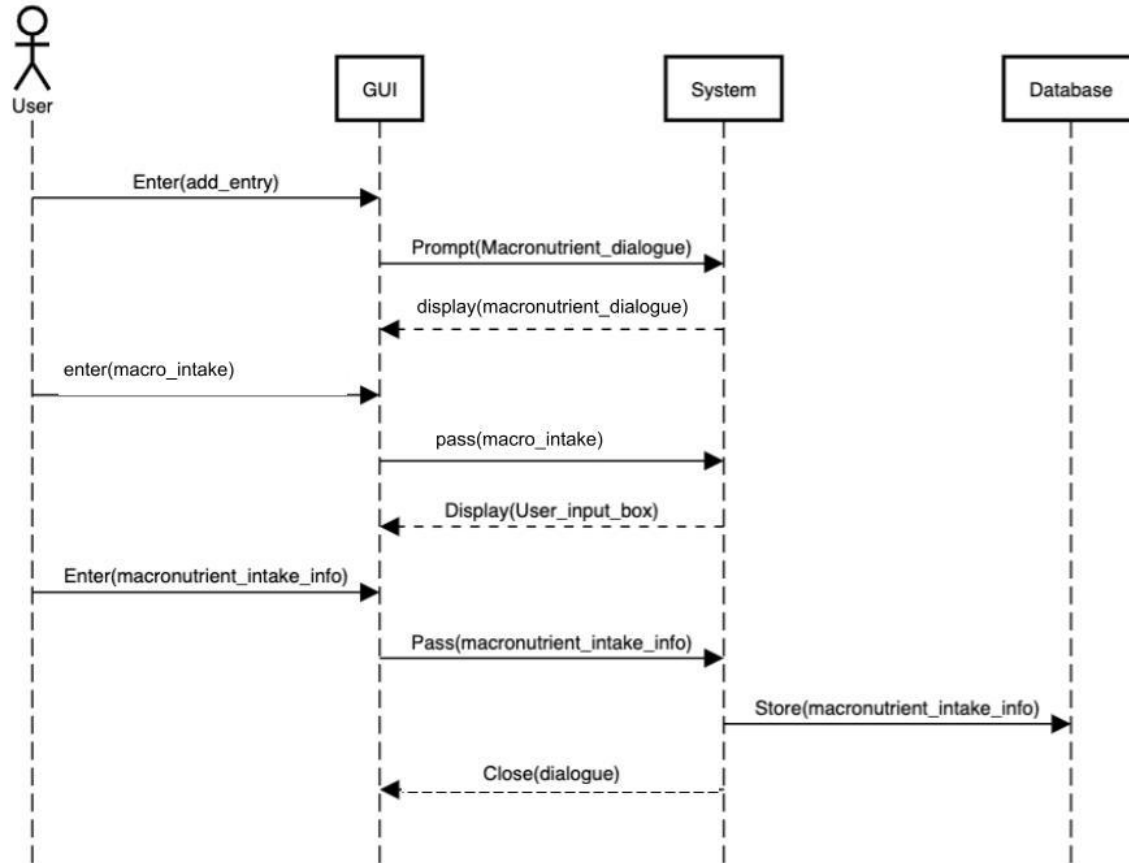 User
GUI
System
Database
Enter(add_entry)
Prompt(Macronutrient_dialogue)
display(macronutrient_dialogue)
enter(macro_intake)
pass(macro_intake)
Display(User_input_box)
Enter(macronutrient_intake_info)
Pass(macronutrient_intake_info)
Store(macronutrient_intake_info)
Close(dialogue)